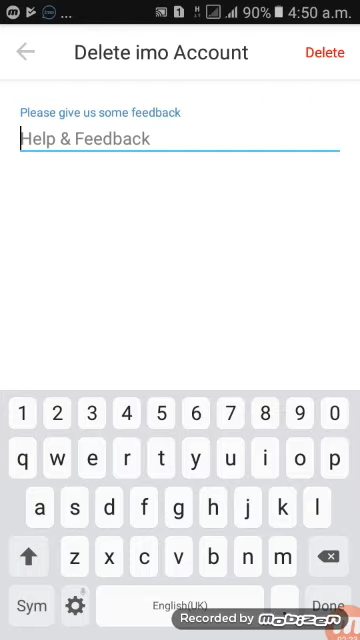 ... 1 H 90% 4:50 a.m.
Delete imo Account Delete
Please give us some feedback
Help & Feedback
1 2 3 4 5 6 7 8 9 0
q w e r t y u i o p
a s d f g h j k l
z x c v b n m
Sym English(UK) . Done
Recorded by mobizen